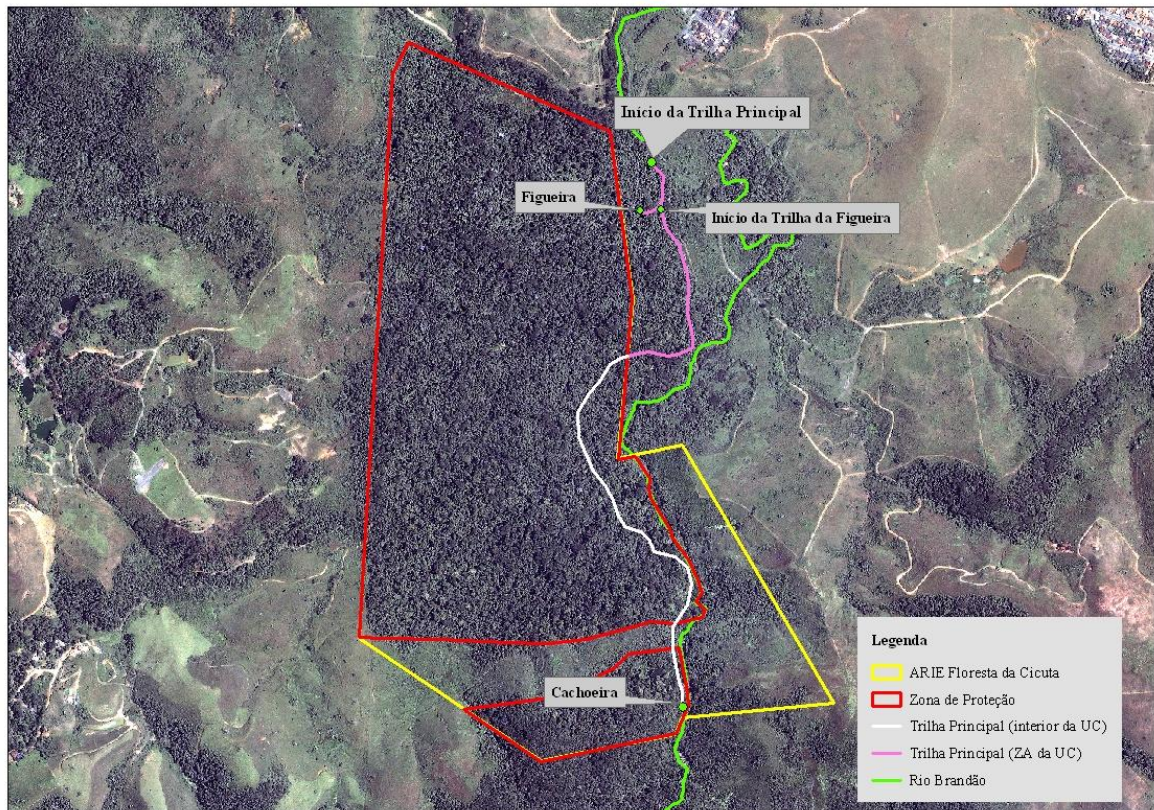 Início da Trilha Principal
Figueira
Início da Trilha da Figueira
Cachoeira
Legenda
ARIE Floresta da Cicuta
Zona de Proteção
Trilha Principal (interior da UC)
Trilha Principal (ZA da UC)
Rio Brandão